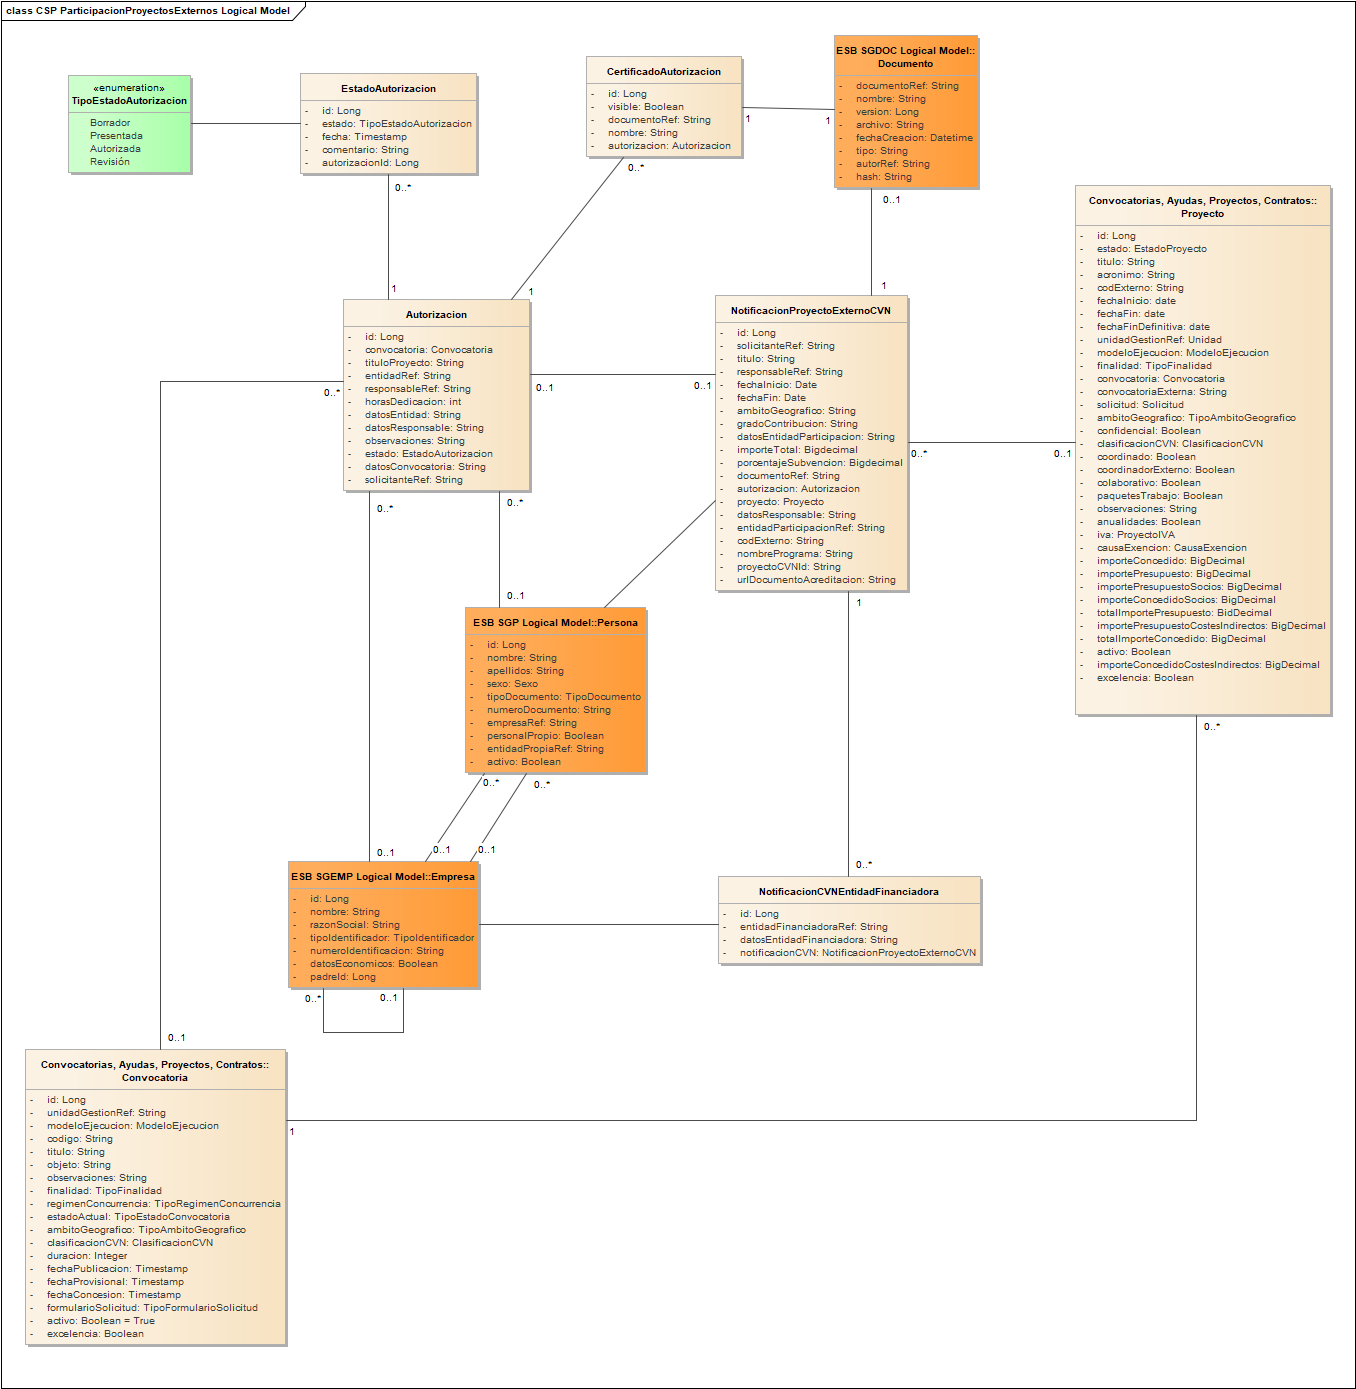 class CSP ParticipacionProyectosExternos Logical Model
«enumeration»
TipoEstadoAutorizacion
Borrador
Presentada
Autorizada
Revisión
EstadoAutorizacion
- id: Long
- estado: TipoEstadoAutorizacion
- fecha: Timestamp
- comentario: String
- autorizacionId: Long
0..*
1
CertificadoAutorizacion
- id: Long
- visible: Boolean
- documentoRef: String
- nombre: String
- autorizacion: Autorizacion
1
1
0..*
1
ESB SGDOC Logical Model::
Documento
- documentoRef: String
- nombre: String
- version: Long
- archivo: String
- fechaCreacion: Datetime
- tipo: String
- autorRef: String
- hash: String
0..1
1
Convocatorias, Ayudas, Proyectos, Contratos::
Proyecto
- id: Long
- estado: EstadoProyecto
- titulo: String
- acronimo: String
- codExterno: String
- fechaInicio: date
- fechaFin: date
- fechaFinDefinitiva: date
- unidadGestionRef: Unidad
- modeloEjecucion: ModeloEjecucion
- finalidad: TipoFinalidad
- convocatoria: Convocatoria
- convocatoriaExterna: String
- solicitud: Solicitud
- ambitoGeografico: TipoAmbitoGeografico
- confidencial: Boolean
- clasificacionCVN: ClasificacionCVN
- coordinado: Boolean
- coordinadorExterno: Boolean
- colaborativo: Boolean
- paquetesTrabajo: Boolean
- observaciones: String
- anualidades: Boolean
- iva: ProyectoIVA
- causaExencion: CausaExencion
- importeConcedido: BigDecimal
- importePresupuesto: BigDecimal
- importePresupuestoSocios: BigDecimal
- importeConcedidoSocios: BigDecimal
- totalImportePresupuesto: BidDecimal
- importePresupuestoCostesIndirectos: BigDecimal
- totalImporteConcedido: BigDecimal
- activo: Boolean
- importeConcedidoCostesIndirectos: BigDecimal
- excelencia: Boolean
0..*
Autorizacion
- id: Long
- convocatoria: Convocatoria
- tituloProyecto: String
- entidadRef: String
- responsableRef: String
- horasDedicacion: int
- datosEntidad: String
- datosResponsable: String
- observaciones: String
- estado: EstadoAutorizacion
- datosConvocatoria: String
- solicitanteRef: String
0..*
0..1
0..1
0..*
0..*
NotificacionProyectoExternoCVN
- id: Long
- solicitanteRef: String
- titulo: String
- responsableRef: String
- fechaInicio: Date
- fechaFin: Date
- ambitoGeografico: String
- gradoContribucion: String
- datosEntidadParticipacion: String
- importeTotal: Bigdecimal
- porcentajeSubvencion: Bigdecimal
- documentoRef: String
- autorizacion: Autorizacion
- proyecto: Proyecto
- datosResponsable: String
- entidadParticipacionRef: String
- codExterno: String
- nombrePrograma: String
- proyectoCVNId: String
- urlDocumentoAcreditacion: String
0..*
0..1
1
0..1
ESB SGP Logical Model::Persona
- id: Long
- nombre: String
- apellidos: String
- sexo: Sexo
- tipoDocumento: TipoDocumento
- numeroDocumento: String
- empresaRef: String
- personalPropio: Boolean
- entidadPropiaRef: String
- activo: Boolean
0..*
0..*
0..1
0..1
0..1
0..*
ESB SGEMP Logical Model::Empresa
- id: Long
- nombre: String
- razonSocial: String
- tipoIdentificador: TipoIdentificador
- numeroIdentificacion: String
- datosEconomicos: Boolean
- padreId: Long
0..*
0..1
NotificacionCVNEntidadFinanciadora
- id: Long
- entidadFinanciadoraRef: String
- datosEntidadFinanciadora: String
- notificacionCVN: NotificacionProyectoExternoCVN
0..1
Convocatorias, Ayudas, Proyectos, Contratos::
Convocatoria
- id: Long
- unidadGestionRef: String
- modeloEjecucion: ModeloEjecucion
- codigo: String
- titulo: String
- objeto: String
- observaciones: String
- finalidad: TipoFinalidad
- regimenConcurrencia: TipoRegimenConcurrencia
- estadoActual: TipoEstadoConvocatoria
- ambitoGeografico: TipoAmbitoGeografico
- clasificacionCVN: ClasificacionCVN
- duracion: Integer
- fechaPublicacion: Timestamp
- fechaProvisional: Timestamp
- fechaConcesion: Timestamp
- formularioSolicitud: TipoFormularioSolicitud
- activo: Boolean = True
- excelencia: Boolean
1